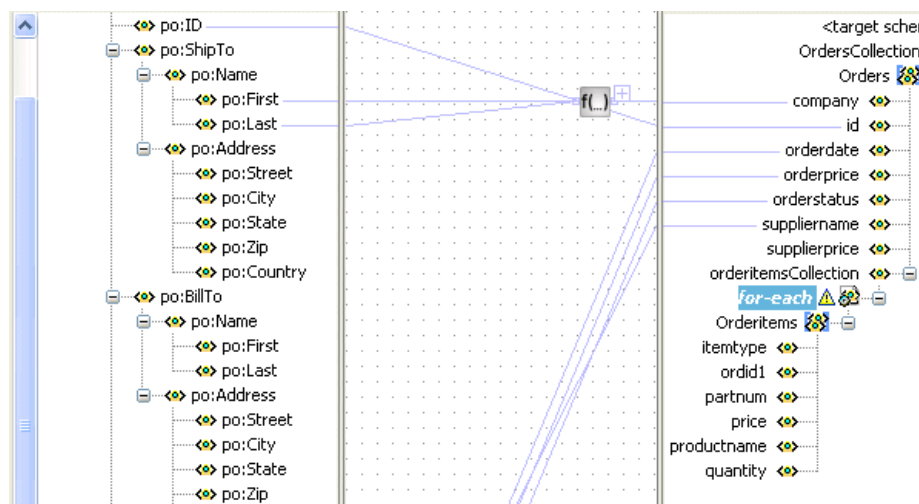 po:ID
po:ShipTo
po:Name
po:First
po:Last
po:Address
po:Street
po:City
po:State
po:Zip
po:Country
po:BillTo
po:Name
po:First
po:Last
po:Address
po:Street
po:City
po:State
po:Zip
f(...)
<target scher
OrdersCollection
Orders
company
id
orderdate
orderprice
orderstatus
suppliername
supplierprice
orderitemsCollection
for-each
Orderitems
itemtype
ordid1
partnum
price
productname
quantity